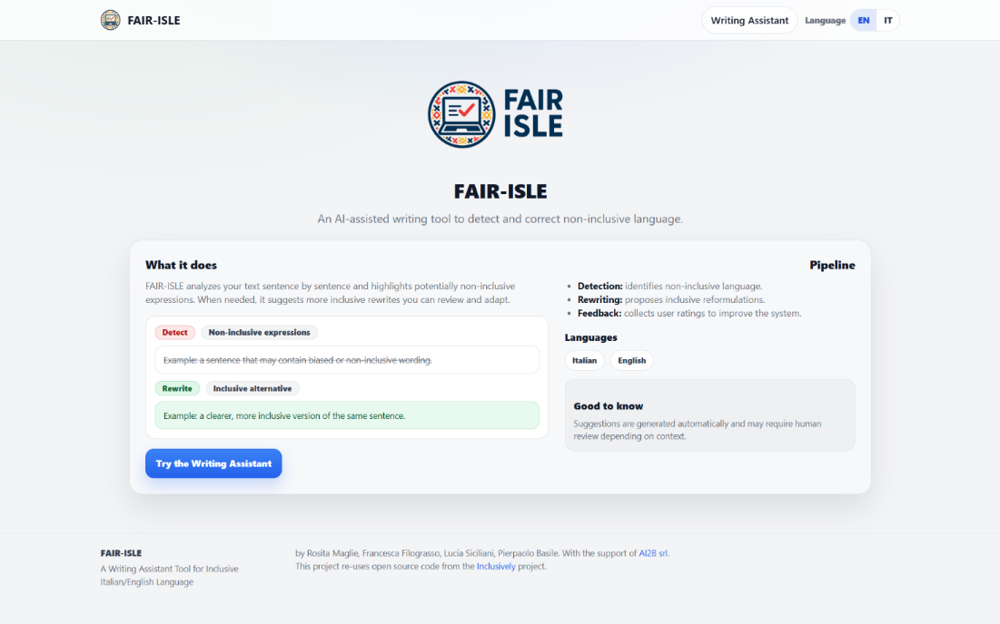 FAIR-ISLE
Writing Assistant
Language
EN
IT
FAIR
ISLE
FAIR-ISLE
An AI-assisted writing tool to detect and correct non-inclusive language.
What it does
FAIR-ISLE analyzes your text sentence by sentence and highlights potentially non-inclusive
expressions. When needed, it suggests more inclusive rewrites you can review and adapt.
Detect
Non-inclusive expressions
Example: a sentence that may contain biased or non-inclusive wording.
Rewrite
Inclusive alternative
Example: a clearer, more inclusive version of the same sentence.
Try the Writing Assistant
Pipeline
• Detection: identifies non-inclusive language.
• Rewriting: proposes inclusive reformulations.
• Feedback: collects user ratings to improve the system.
Languages
Italian
English
Good to know
Suggestions are generated automatically and may require human
review depending on context.
FAIR-ISLE
A Writing Assistant Tool for Inclusive
Italian/English Language
by Rosita Maglie, Francesca Filograsso, Lucia Siciliani, Pierpaolo Basile. With the support of AI2B srl.
This project re-uses open source code from the Inclusively project.